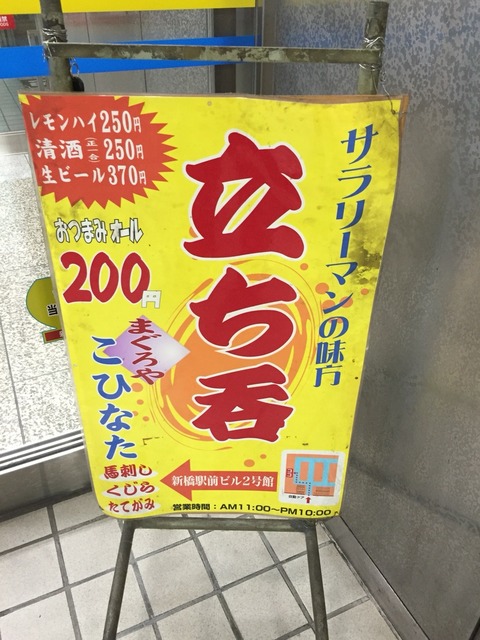 レモンハイ250円
清酒(正一合)250円
生ビール370円
サラリーマンの味方
立ち呑
おつまみオール
200円
まぐろや
こひなた
馬刺し
くじら
たてがみ
新橋駅前ビル2号館
営業時間:AM11:00~PM10:00
当